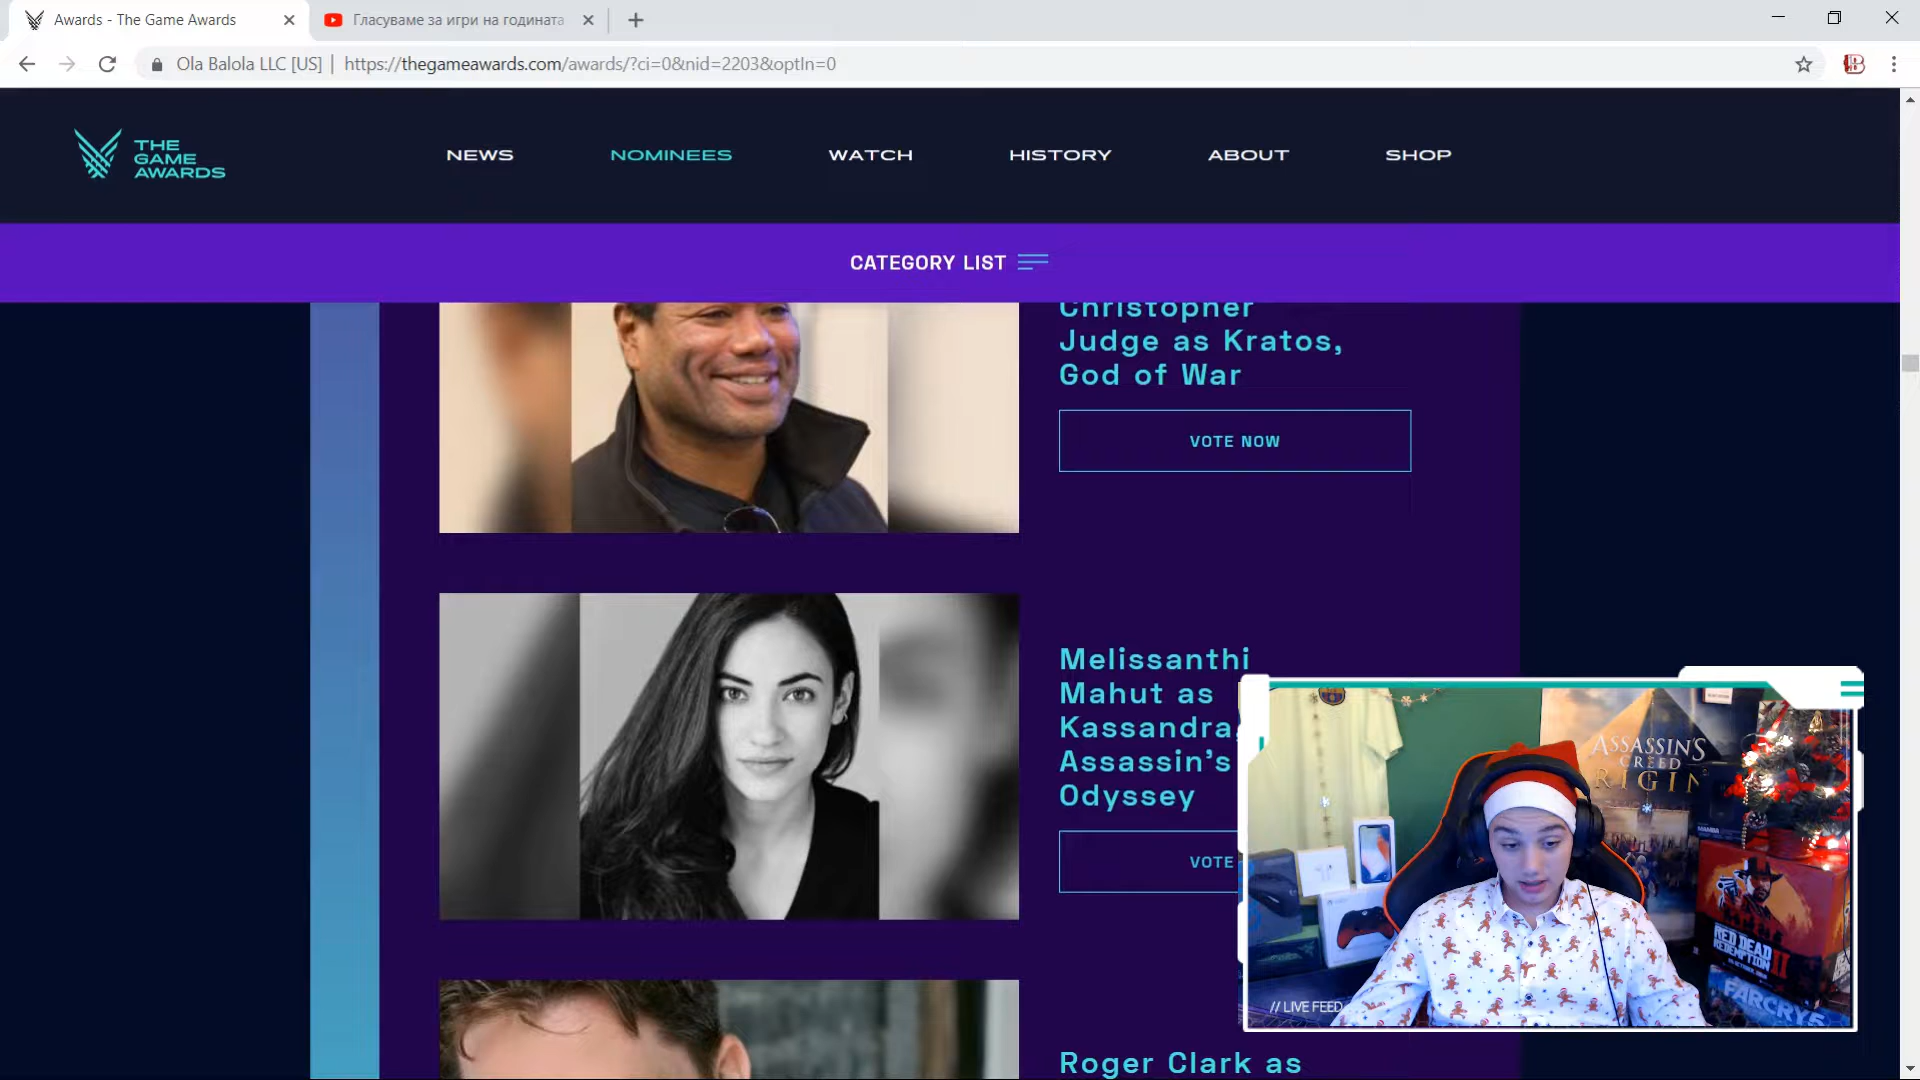 Awards - The Game Awards
Гласуваме за игри на годината
Ola Balola LLC [US] | https://thegameawards.com/awards/?ci=0&nid=2203&optIn=0
THE
GAME
AWARDS
NEWS
NOMINEES
WATCH
HISTORY
ABOUT
SHOP
CATEGORY LIST
Christopher
Judge as Kratos,
God of War
VOTE NOW
Melissanthi
Mahut as
Kassandra,
Assassin's
Odyssey
VOTE
Roger Clark as
ASSASSIN'S
CREED
ORIGINS
RED DEAD
REDEMPTION
II
FARCRY5
// LIVE FEED